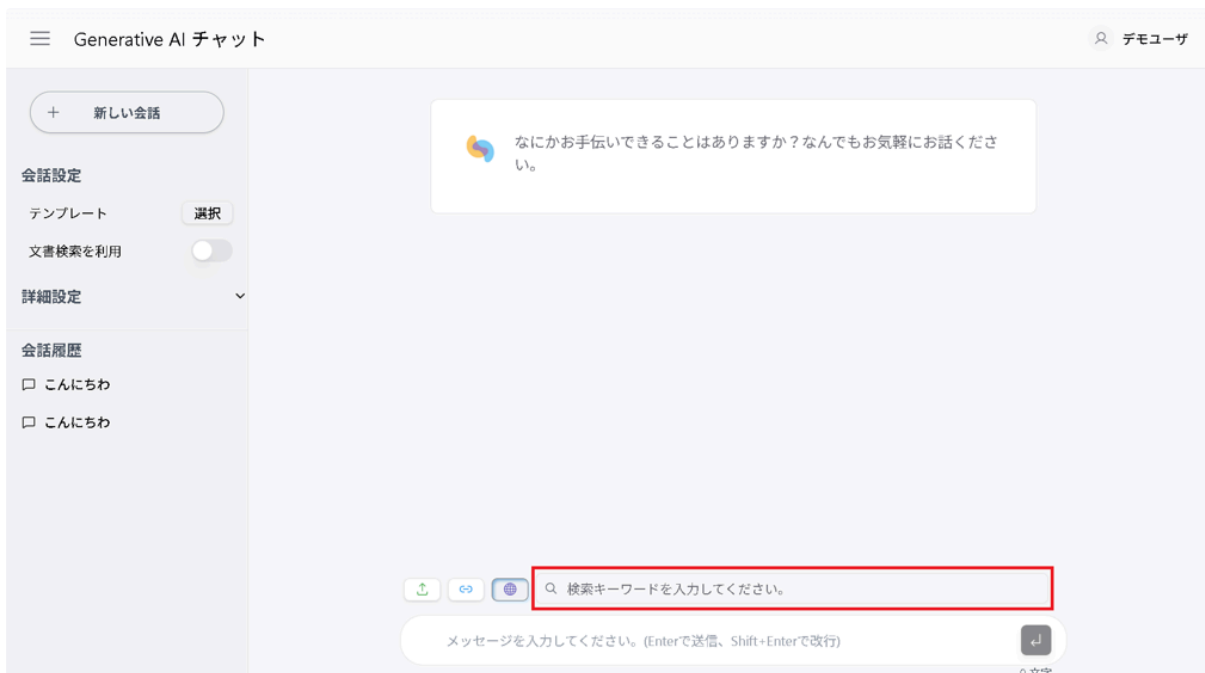 Generative AI チャット
デモユーザ
新しい会話
会話設定
テンプレート
選択
文書検索を利用
詳細設定
会話履歴
こんにちわ
こんにちわ
なにかお手伝いできることはありますか？なんでもお気軽にお話くださ
い。
検索キーワードを入力してください。
メッセージを入力してください。(Enterで送信、Shift+Enterで改行)
0 文字